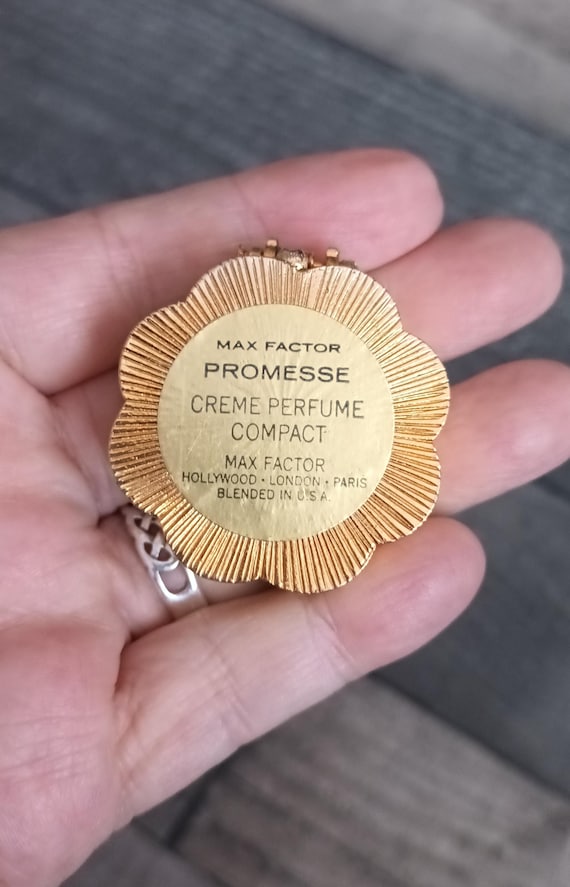 MAX FACTOR
PROMESSE
CREME PERFUME
COMPACT
MAX FACTOR
HOLLYWOOD • LONDON • PARIS
BLENDED IN U.S.A.